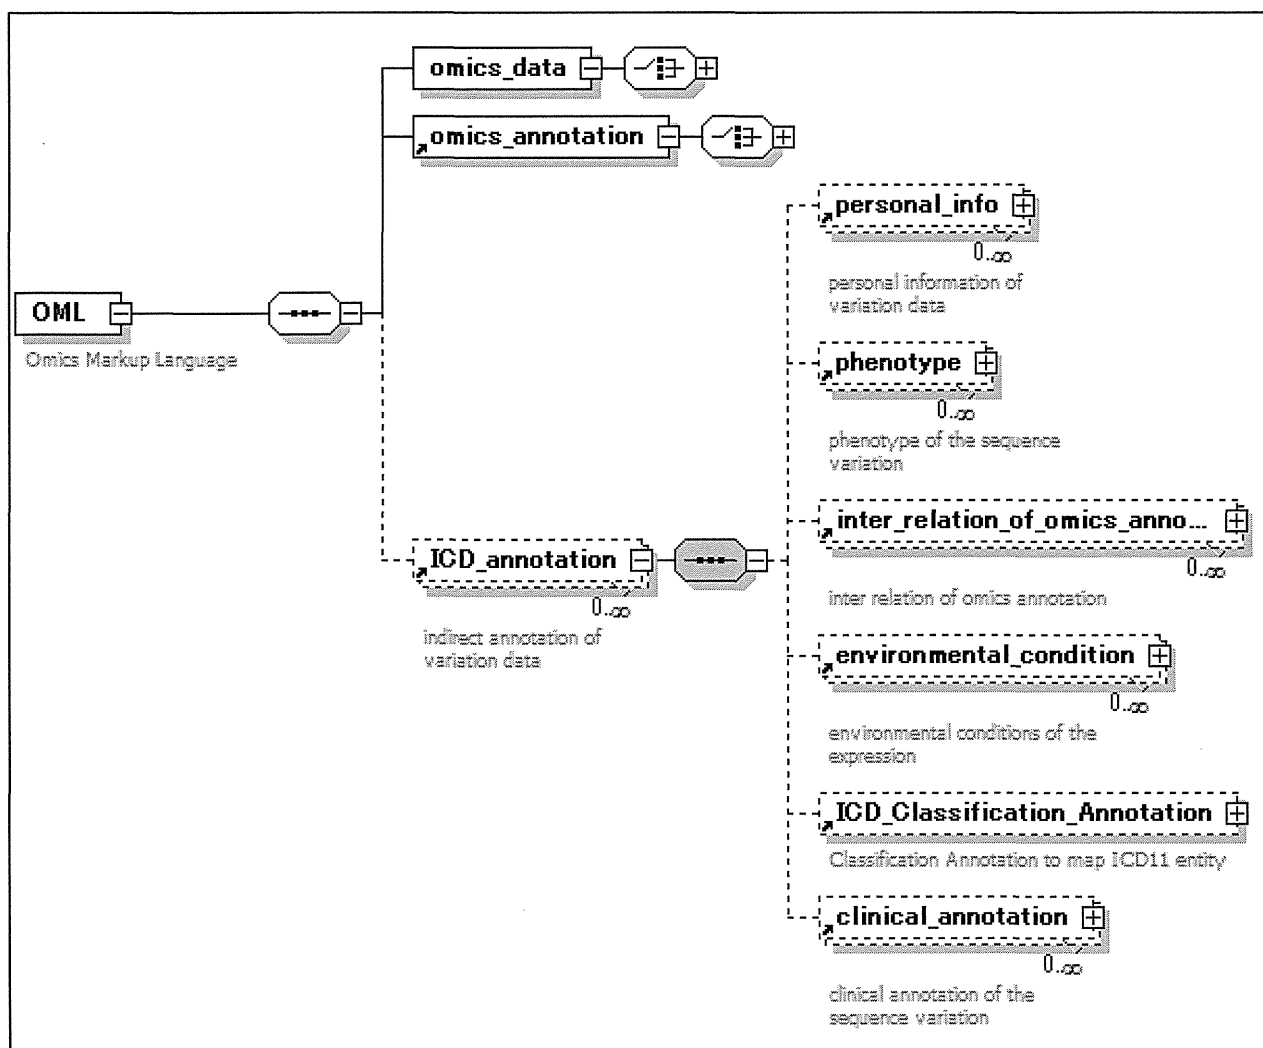 omics_data
omics_annotation
personal_info
0..∞
personal information of
variation data
OML
Omics Markup Language
phenotype
0..∞
phenotype of the sequence
variation
inter_relation_of_omics_anno...
0..∞
inter relation of omics annotation
ICD_annotation
0..∞
indirect annotation of
variation data
environmental_condition
0..∞
environmental conditions of the
expression
ICD_Classification_Annotation
Classification Annotation to map ICD11 entity
clinical_annotation
0..∞
clinical annotation of the
sequence variation